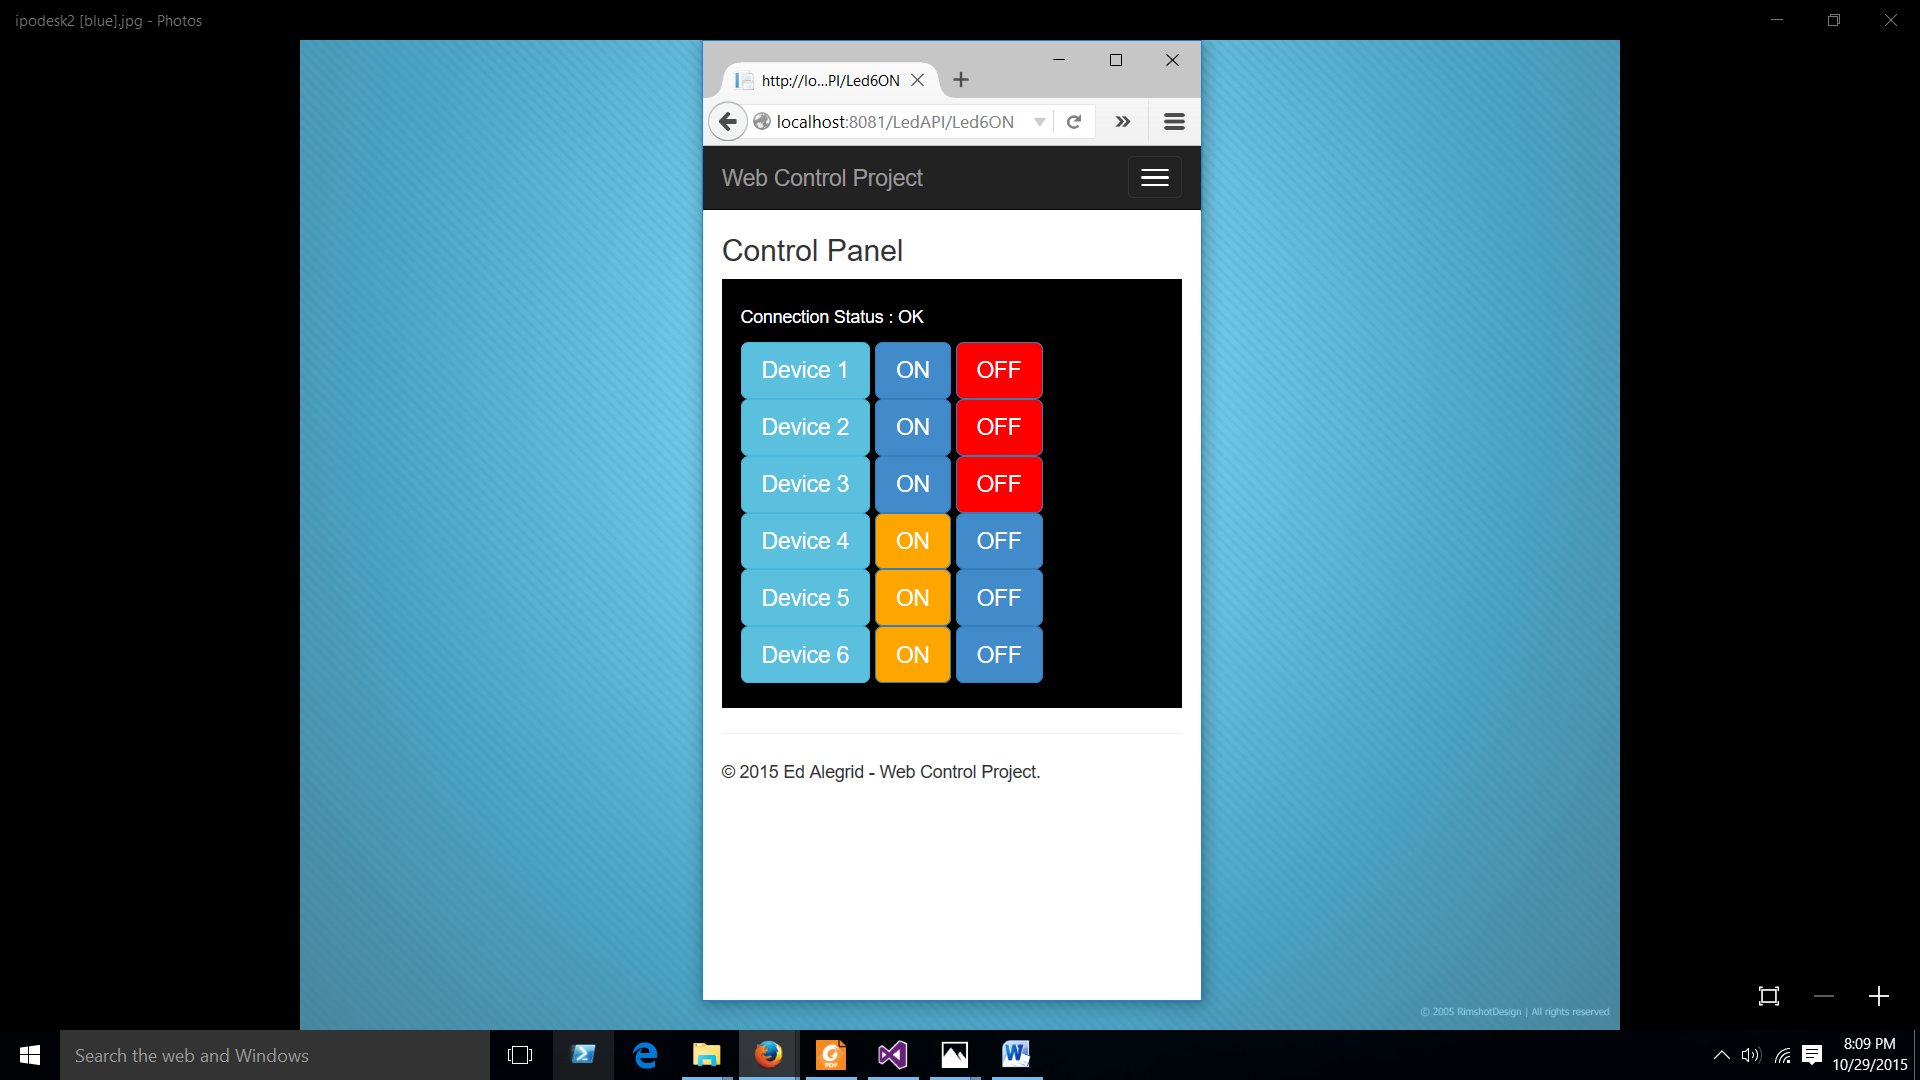 ipodesk2 [blue].jpg - Photos
http://lo...PI/Led6ON
localhost:8081/LedAPI/Led6ON
Web Control Project
Control Panel
Connection Status : OK
Device 1 ON OFF
Device 2 ON OFF
Device 3 ON OFF
Device 4 ON OFF
Device 5 ON OFF
Device 6 ON OFF
© 2015 Ed Alegrid - Web Control Project.
© 2005 RimshotDesign | All rights reserved
Search the web and Windows
PDF
8:09 PM
10/29/2015